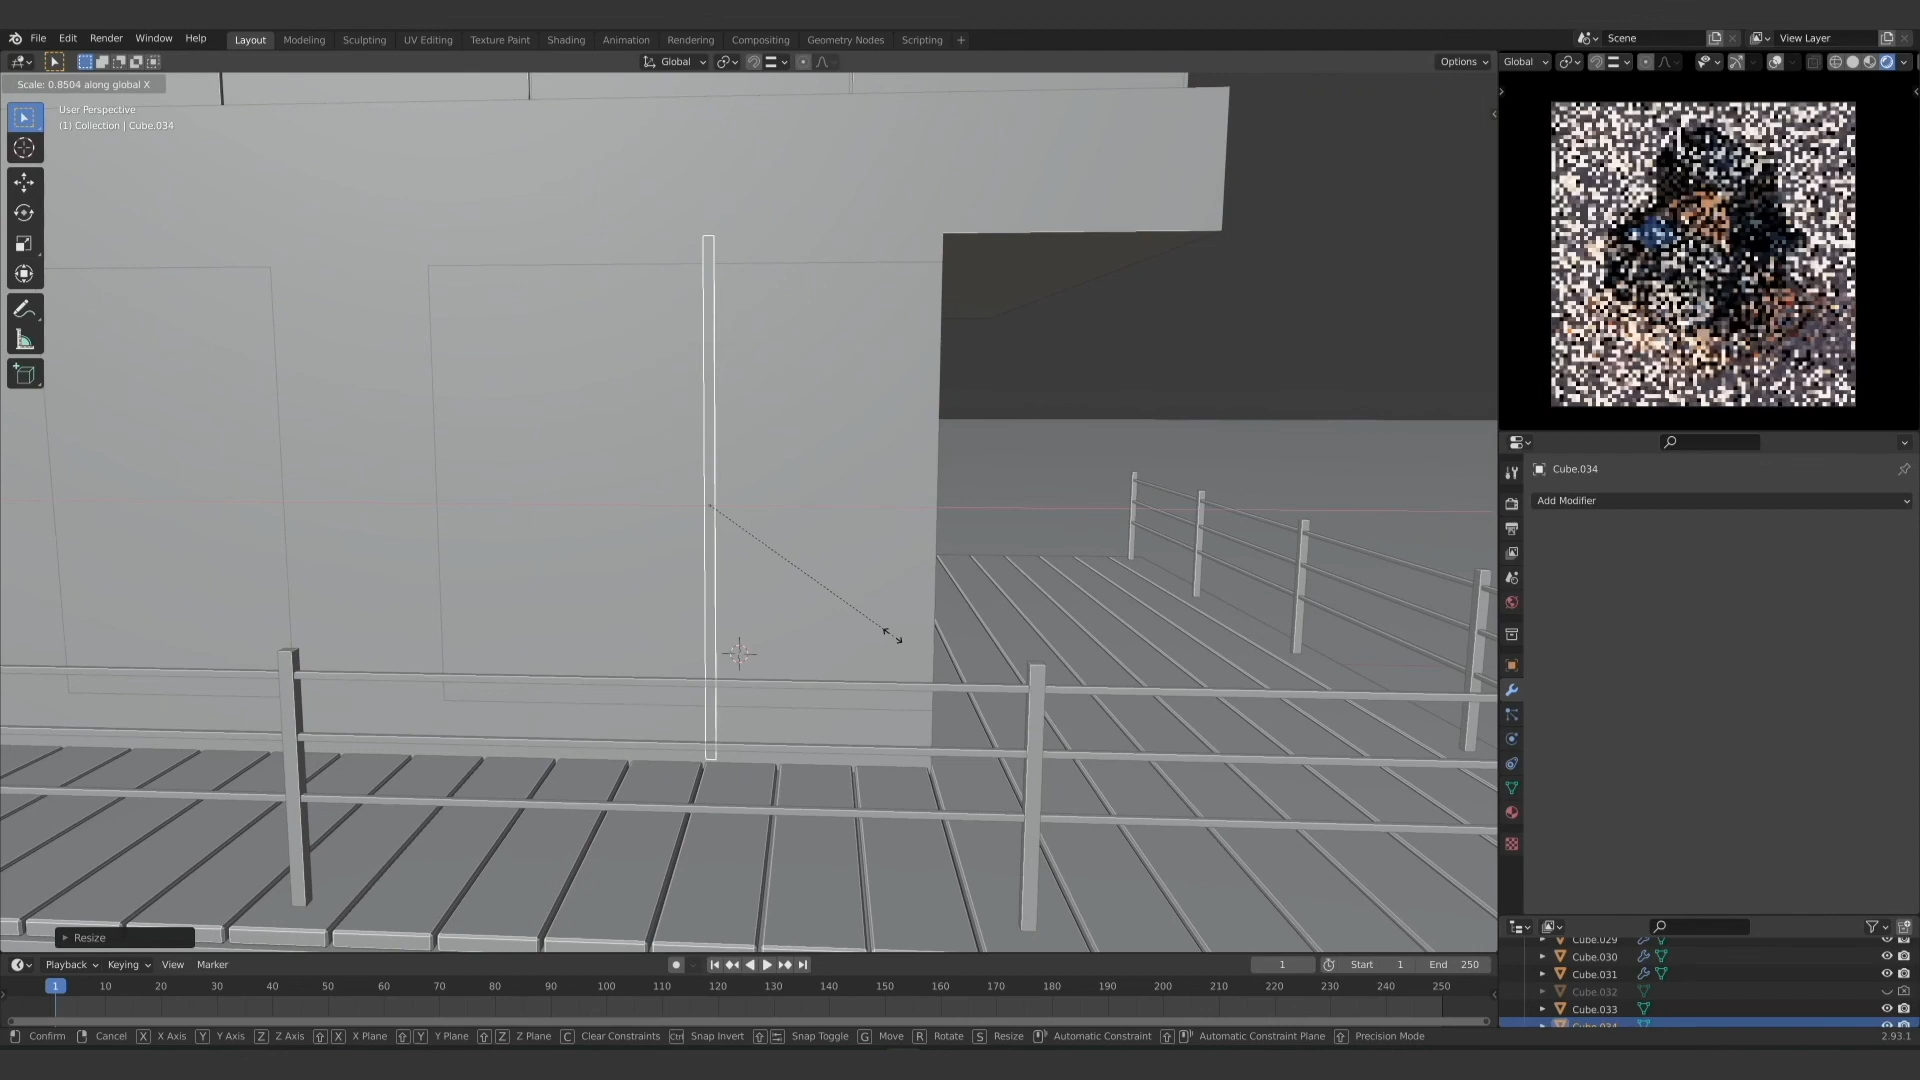 File Edit Render Window Help Layout Modeling Sculpting UV Editing Texture Paint Shading Animation Rendering Compositing Geometry Nodes Scripting + Scene View Layer
Global Options Global
Scale: 0.8504 along global X
User Perspective
(1) Collection | Cube.034
Cube.034
Add Modifier
Resize
Cube.029
Cube.030
Cube.031
Cube.032
Cube.033
Cube.034
Playback Keying View Marker 1 Start 1 End 250
1 10 20 30 40 50 60 70 80 90 100 110 120 130 140 150 160 170 180 190 200 210 220 230 240 250
Confirm Cancel X X Axis Y Y Axis Z Z Axis X X Plane Y Y Plane Z Z Plane C Clear Constraints Ctrl Snap Invert Snap Toggle G Move R Rotate S Resize Automatic Constraint Automatic Constraint Plane Precision Mode 2.93.1